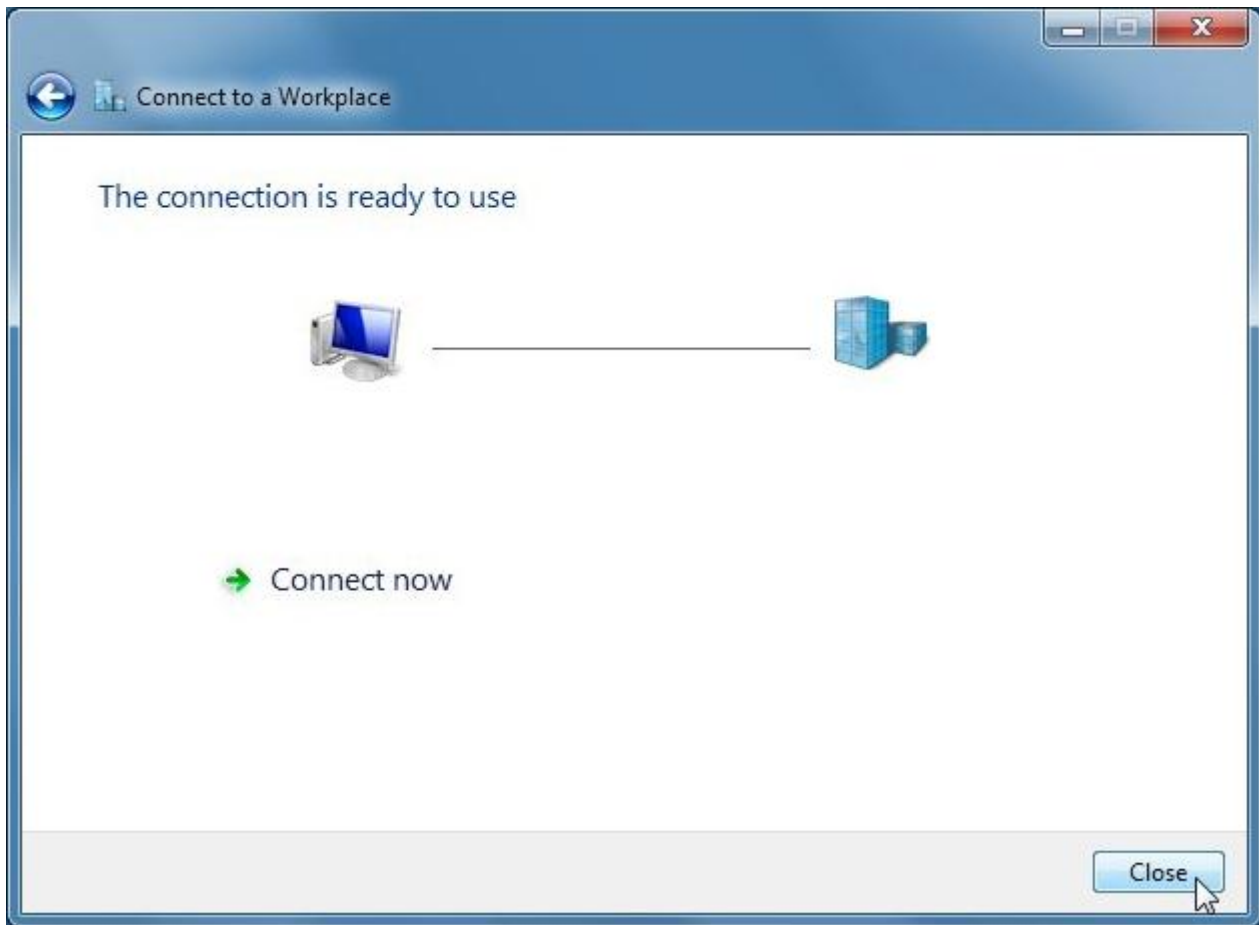 Connect to a Workplace
The connection is ready to use
Connect now
Close